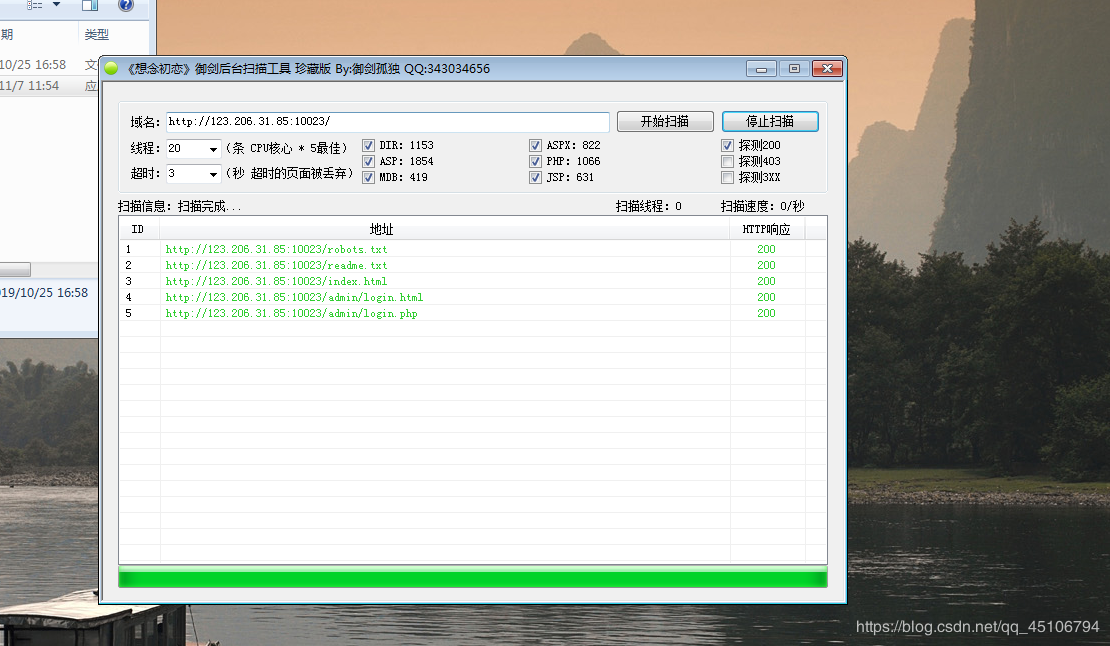 期
类型
10/25 16:58
文
11/7 11:54
应
19/10/25 16:58
《想念初恋》御剑后台扫描工具 珍藏版 By:御剑孤独 QQ:343034656
域名: http://123.206.31.85:10023/
开始扫描
停止扫描
线程: 20 (条 CPU核心 * 5最佳)
DIR: 1153
ASPX: 822
探测200
ASP: 1854
PHP: 1066
探测403
超时: 3 (秒 超时的页面被丢弃)
MDB: 419
JSP: 631
探测3XX
扫描信息: 扫描完成...
扫描线程: 0
扫描速度: 0/秒
ID 地址 HTTP响应
1 http://123.206.31.85:10023/robots.txt 200
2 http://123.206.31.85:10023/readme.txt 200
3 http://123.206.31.85:10023/index.html 200
4 http://123.206.31.85:10023/admin/login.html 200
5 http://123.206.31.85:10023/admin/login.php 200
https://blog.csdn.net/qq_45106794